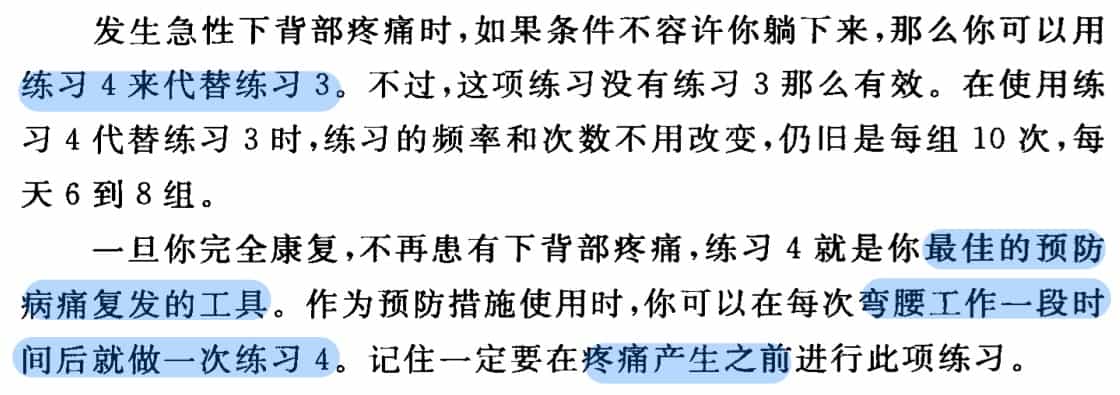 发生急性下背部疼痛时,如果条件不容许你躺下来,那么你可以用
练习 4 来代替练习 3。不过,这项练习没有练习 3 那么有效。在使用练
习 4 代替练习 3 时,练习的频率和次数不用改变,仍旧是每组 10 次,每
天 6 到 8 组。
一旦你完全康复,不再患有下背部疼痛,练习 4 就是你最佳的预防
病痛复发的工具。作为预防措施使用时,你可以在每次弯腰工作一段时
间后就做一次练习 4。记住一定要在疼痛产生之前进行此项练习。